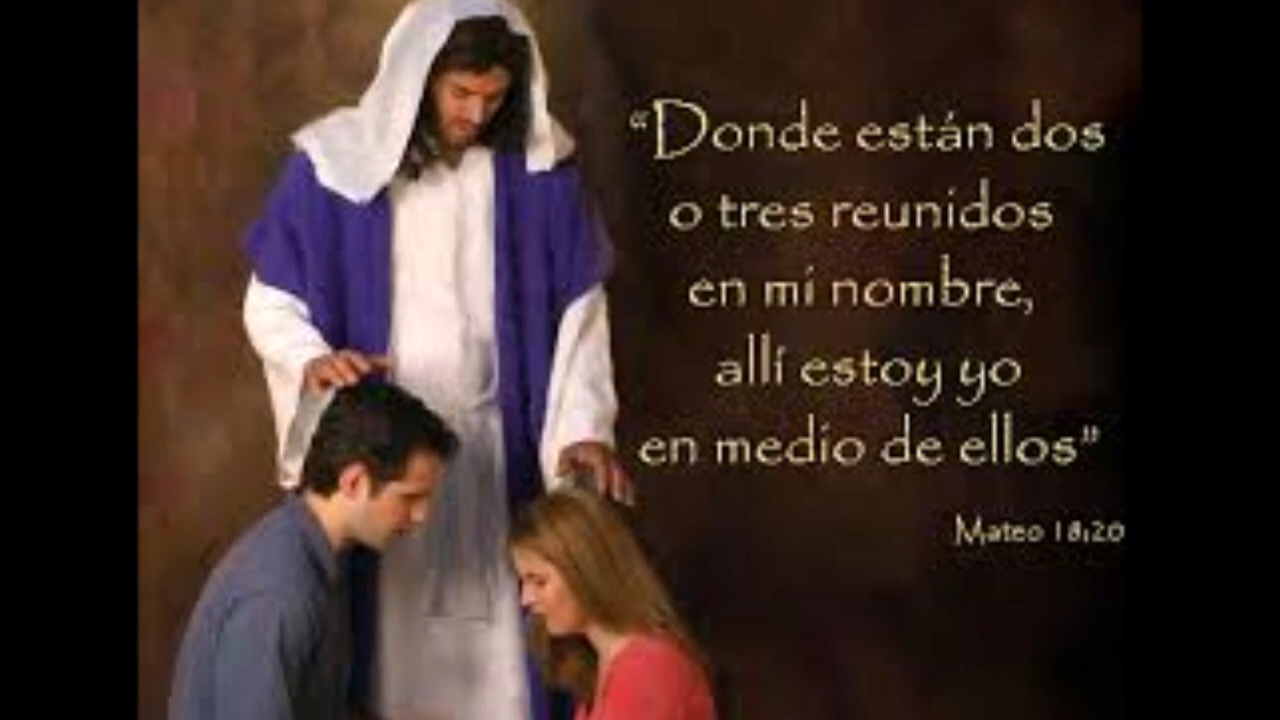 “Donde están dos
o tres reunidos
en mi nombre,
allí estoy yo
en medio de ellos”
Mateo 18:20